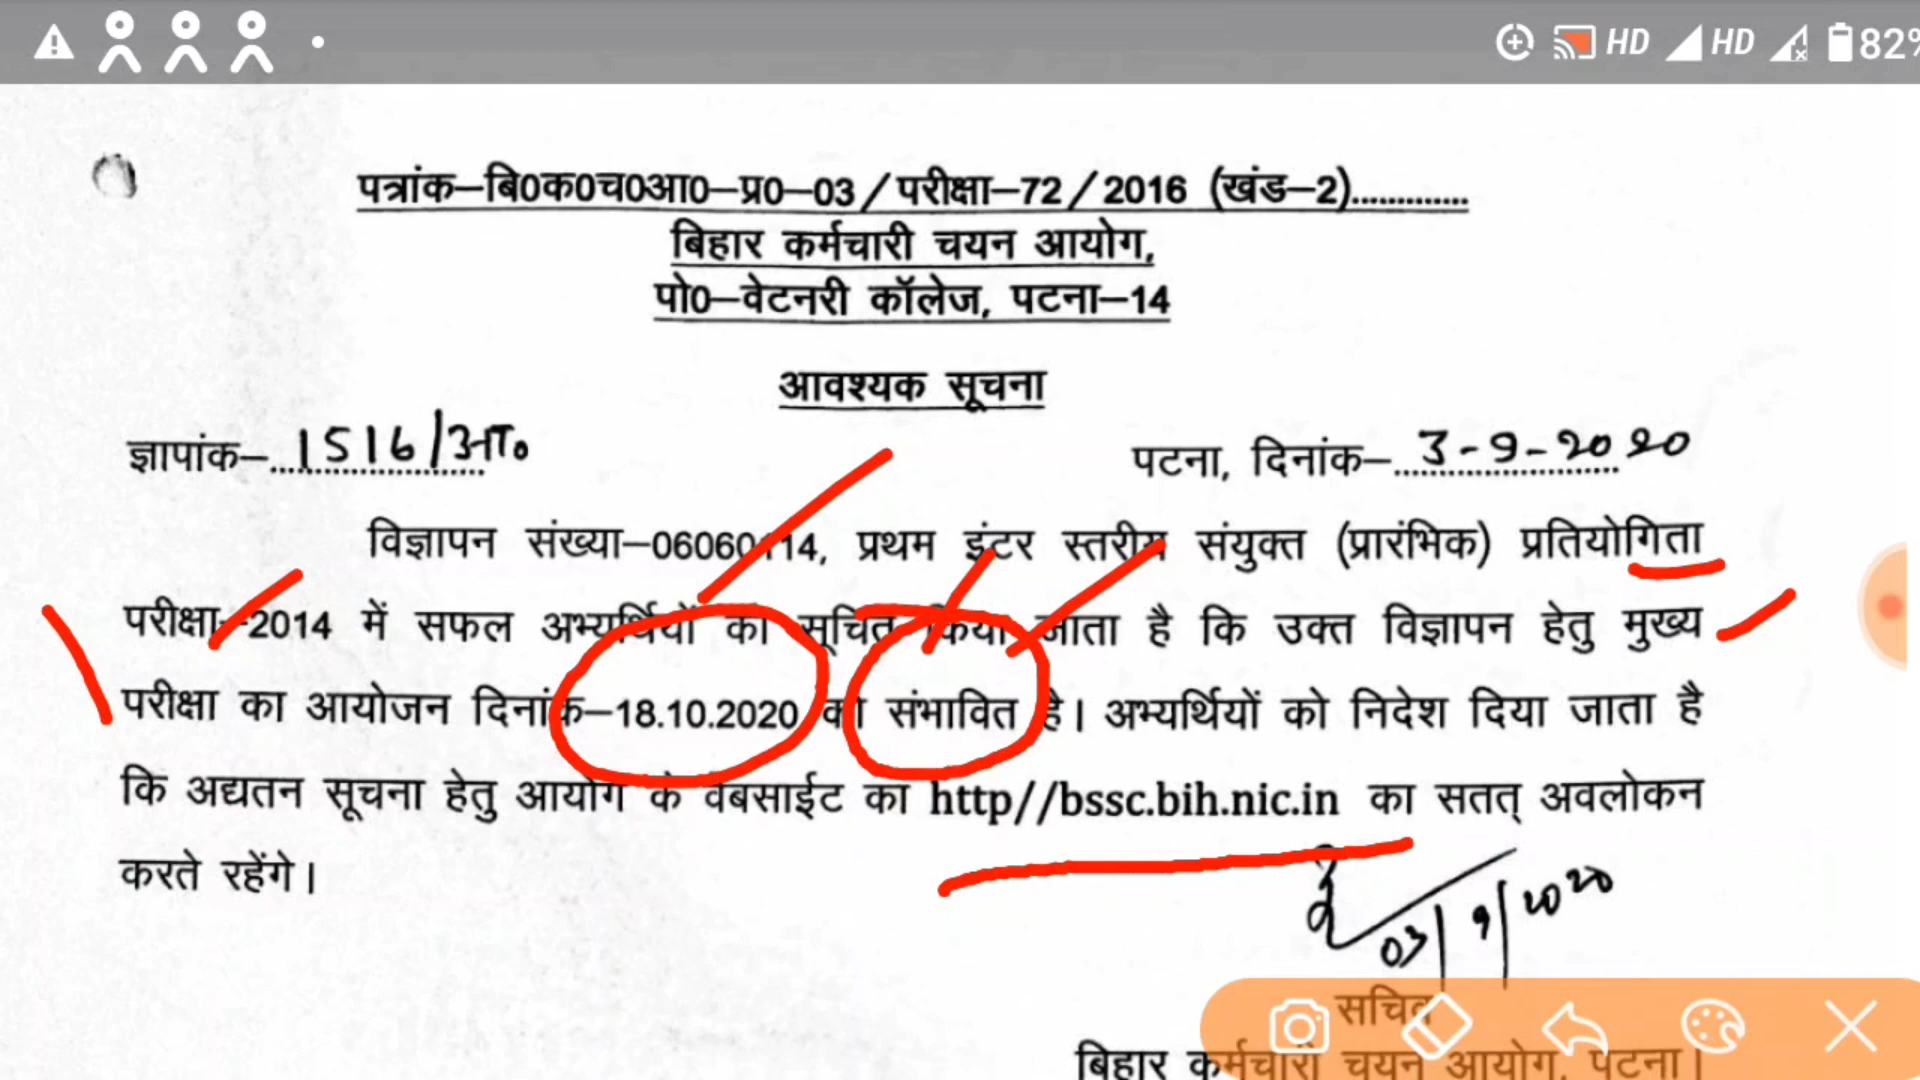 HD HD 82%
पत्रांक–बि0क0च0आ0–प्र0–03/परीक्षा–72/2016 (खंड–2).............
बिहार कर्मचारी चयन आयोग,
पो0–वेटनरी कॉलेज, पटना–14
आवश्यक सूचना
ज्ञापांक–1516/आ0 पटना, दिनांक–3-9-2020
विज्ञापन संख्या–06060114, प्रथम इंटर स्तरीय संयुक्त (प्रारंभिक) प्रतियोगिता
परीक्षा–2014 में सफल अभ्यर्थियों को सूचित किया जाता है कि उक्त विज्ञापन हेतु मुख्य
परीक्षा का आयोजन दिनांक–18.10.2020 को संभावित है। अभ्यर्थियों को निदेश दिया जाता है
कि अद्यतन सूचना हेतु आयोग के वेबसाईट का http//bssc.bih.nic.in का सतत् अवलोकन
करते रहेंगे।
03/9/2020
सचिव
बिहार कर्मचारी चयन आयोग, पटना।